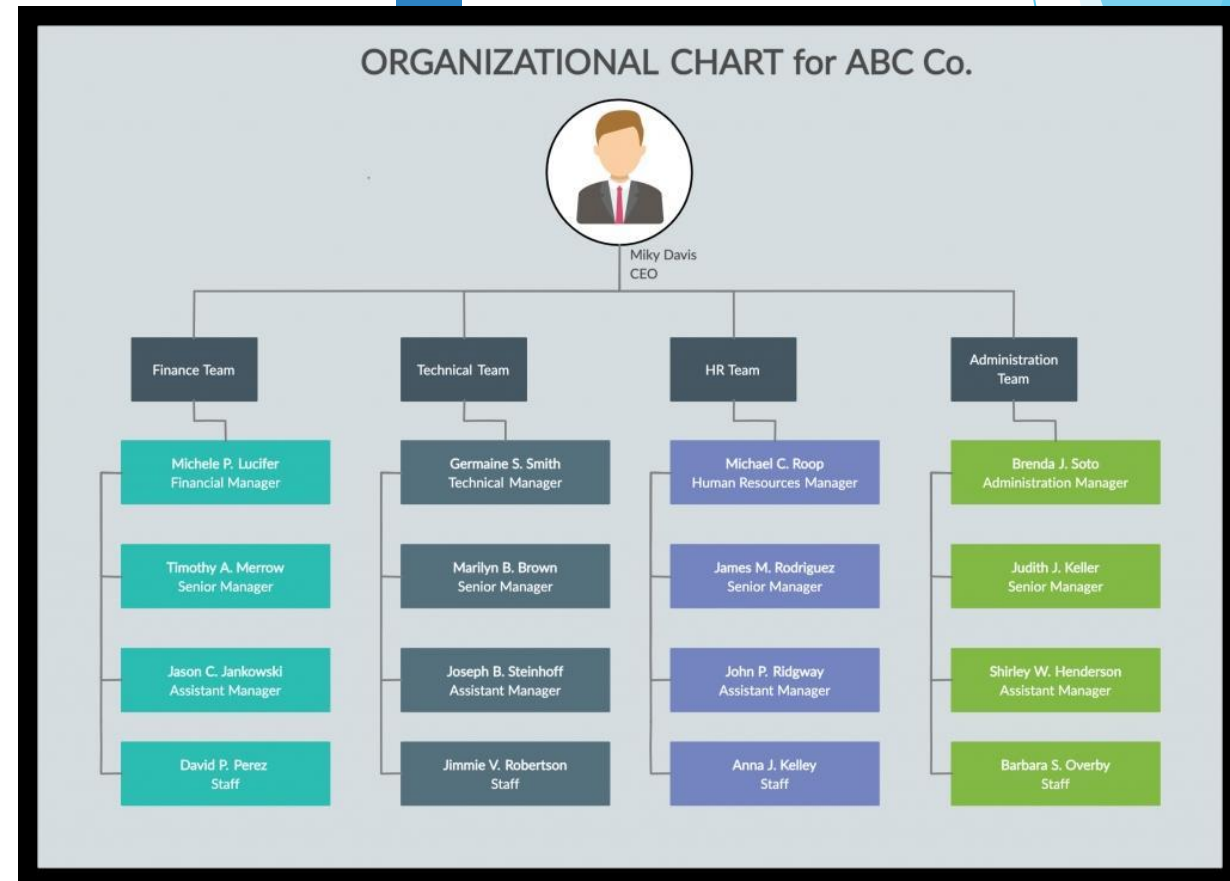 ORGANIZATIONAL CHART for ABC Co.
Miky Davis
CEO
Finance Team
Technical Team
HR Team
Administration
Team
Michele P. Lucifer
Financial Manager
Germaine S. Smith
Technical Manager
Michael C. Roop
Human Resources Manager
Brenda J. Soto
Administration Manager
Timothy A. Merrow
Senior Manager
Marilyn B. Brown
Senior Manager
James M. Rodriguez
Senior Manager
Judith J. Keller
Senior Manager
Jason C. Jankowski
Assistant Manager
Joseph B. Steinhoff
Assistant Manager
John P. Ridgway
Assistant Manager
Shirley W. Henderson
Assistant Manager
David P. Perez
Staff
Jimmie V. Robertson
Staff
Anna J. Kelley
Staff
Barbara S. Overby
Staff